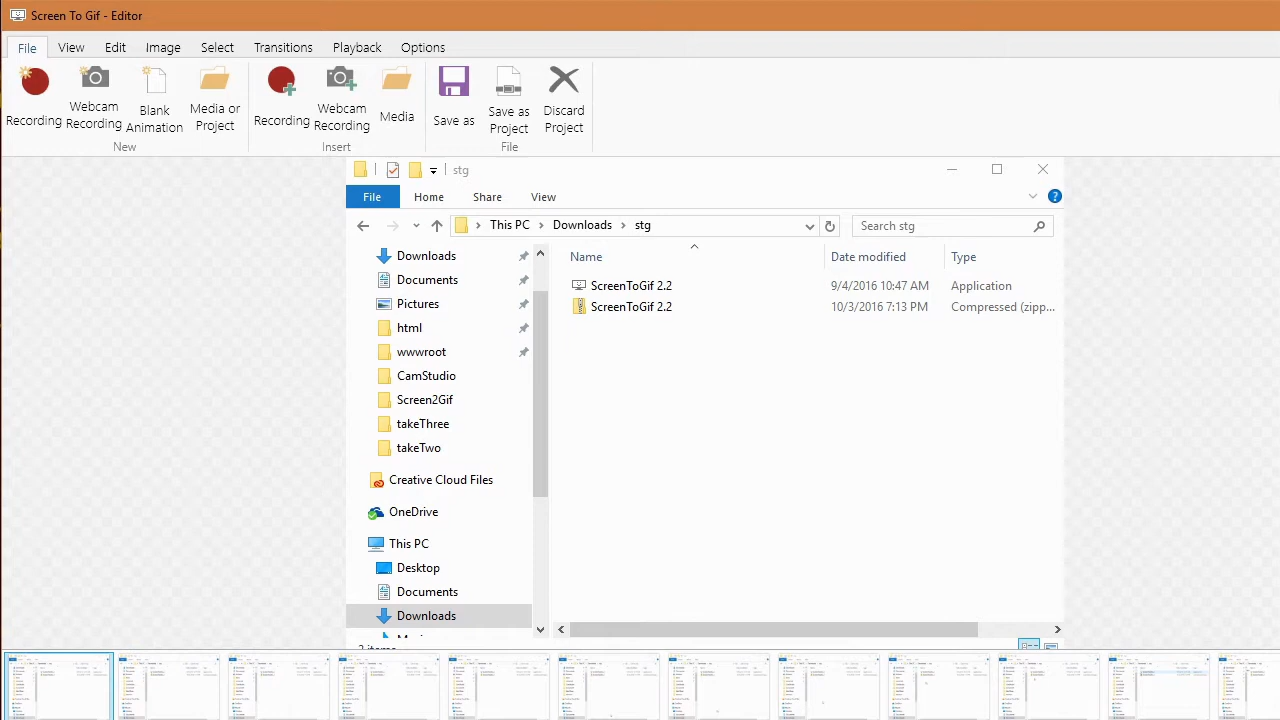 Screen To Gif - Editor
File View Edit Image Select Transitions Playback Options
Recording
Webcam Recording
Blank Animation
Media or Project
Recording
Webcam Recording
Media
Save as
Save as Project
Discard Project
New Insert File
stg
File Home Share View
This PC Downloads stg
Search stg
Name Date modified Type
Downloads
Documents
Pictures
html
wwwroot
CamStudio
Screen2Gif
takeThree
takeTwo
Creative Cloud Files
OneDrive
This PC
Desktop
Documents
Downloads
ScreenToGif 2.2 9/4/2016 10:47 AM Application
ScreenToGif 2.2 10/3/2016 7:13 PM Compressed (zipp...
2 items